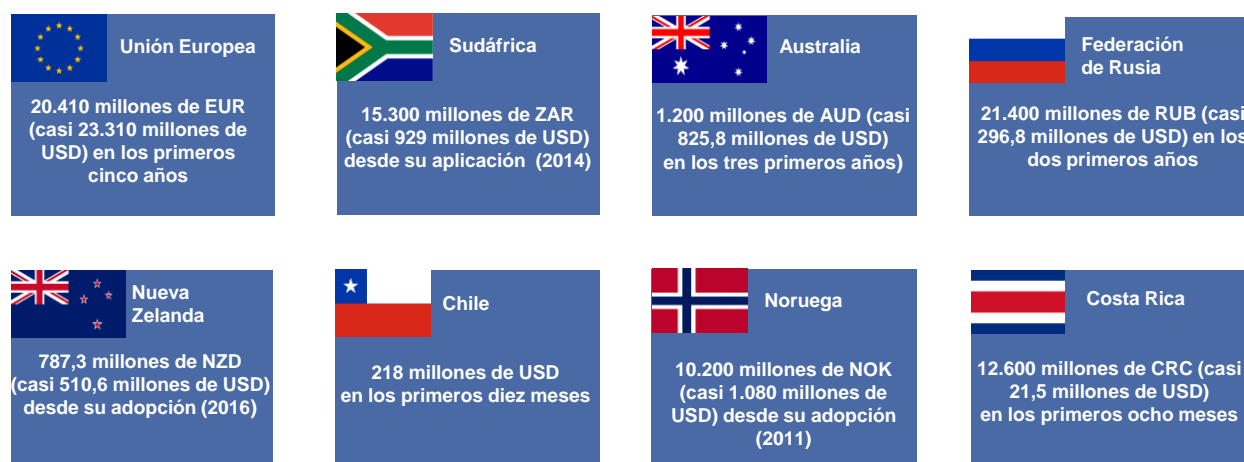 Unión Europea
20.410 millones de EUR
(casi 23.310 millones de
USD) en los primeros
cinco años
Sudáfrica
15.300 millones de ZAR
(casi 929 millones de USD)
desde su aplicación (2014)
Australia
1.200 millones de AUD (casi
825,8 millones de USD)
en los tres primeros años)
Federación
de Rusia
21.400 millones de RUB (casi
296,8 millones de USD) en los
dos primeros años
Nueva
Zelanda
787,3 millones de NZD
(casi 510,6 millones de USD)
desde su adopción (2016)
Chile
218 millones de USD
en los primeros diez meses
Noruega
10.200 millones de NOK
(casi 1.080 millones de
USD) desde su adopción
(2011)
Costa Rica
12.600 millones de CRC (casi
21,5 millones de USD)
en los primeros ocho meses